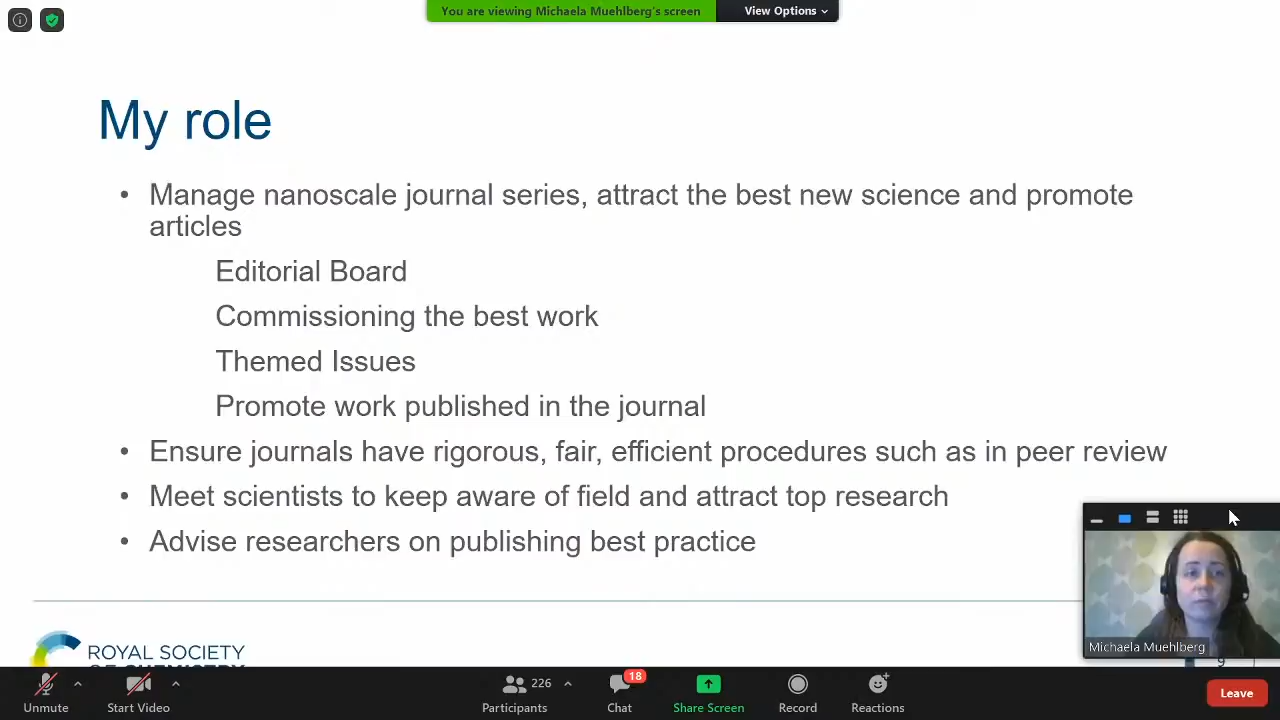 You are viewing Michaela Muehlberg's screen
View Options
My role
• Manage nanoscale journal series, attract the best new science and promote
articles
Editorial Board
Commissioning the best work
Themed Issues
Promote work published in the journal
• Ensure journals have rigorous, fair, efficient procedures such as in peer review
• Meet scientists to keep aware of field and attract top research
• Advise researchers on publishing best practice
Michaela Muehlberg
ROYAL SOCIETY
OF CHEMISTRY
9
Unmute
Start Video
226
Participants
18
Chat
Share Screen
Record
Reactions
Leave